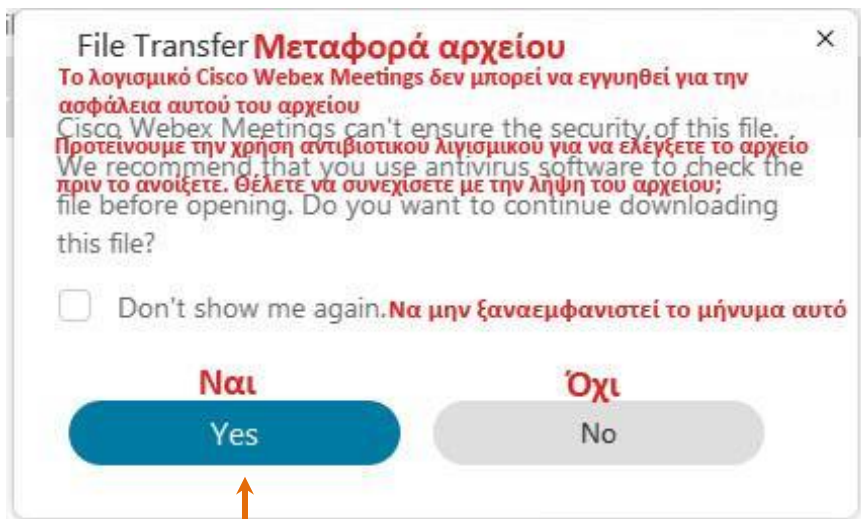 File Transfer Μεταφορά αρχείου
Το λογισμικό Cisco Webex Meetings δεν μπορεί να εγγυηθεί για την
ασφάλεια αυτού του αρχείου
Cisco Webex Meetings can't ensure the security of this file.
Προτείνουμε την χρήση αντιβιοτικού λιγισμικού για να ελέγξετε το αρχείο
We recommend that you use antivirus software to check the
πριν το ανοίξετε. Θέλετε να συνεχίσετε με την λήψη του αρχείου;
file before opening. Do you want to continue downloading
this file?
Don't show me again. Να μην ξαναεμφανιστεί το μήνυμα αυτό
Ναι Όχι
Yes No